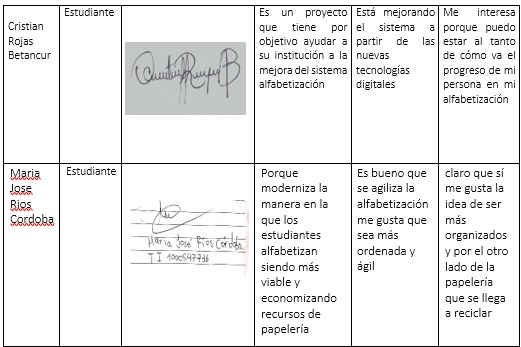 Cristian
Rojas
Betancur
Estudiante
Es un proyecto
que tiene por
objetivo ayudar a
su institución a la
mejora del sistema
alfabetización
Está mejorando
el sistema a
partir de las
nuevas
tecnologías
digitales
Me interesa
porque puedo
estar al tanto
de cómo va el
progreso de mi
persona en mi
alfabetización
Maria
Jose
Rios
Cordoba
Estudiante
Maria José Ríos Córdoba.
T.I 1000547736
Porque
moderniza la
manera en la
que los
estudiantes
alfabetizan
siendo más
viable y
economizando
recursos de
papelería
Es bueno que
se agiliza la
alfabetización
me gusta que
sea más
ordenada y
ágil
claro que sí
me gusta la
idea de ser
más
organizados
y por el otro
lado de la
papelería
que se llega
a reciclar